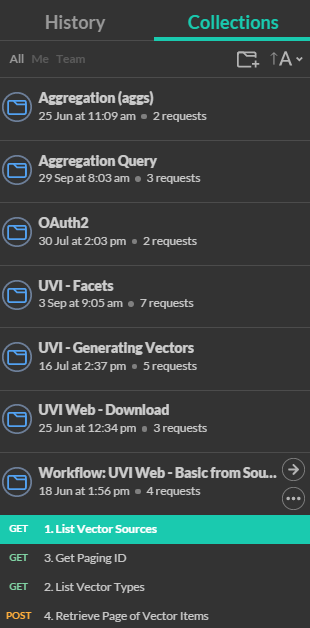 History Collections
All Me Team
A
Aggregation (aggs)
25 Jun at 11:09 am ● 2 requests
Aggregation Query
29 Sep at 8:03 am ● 3 requests
OAuth2
30 Jul at 2:03 pm ● 2 requests
UVI - Facets
3 Sep at 9:05 am ● 7 requests
UVI - Generating Vectors
16 Jul at 2:37 pm ● 5 requests
UVI Web - Download
25 Jun at 12:34 pm ● 3 requests
Workflow: UVI Web - Basic from Sou...
18 Jun at 1:56 pm ● 4 requests
GET 1. List Vector Sources
GET 3. Get Paging ID
GET 2. List Vector Types
POST 4. Retrieve Page of Vector Items